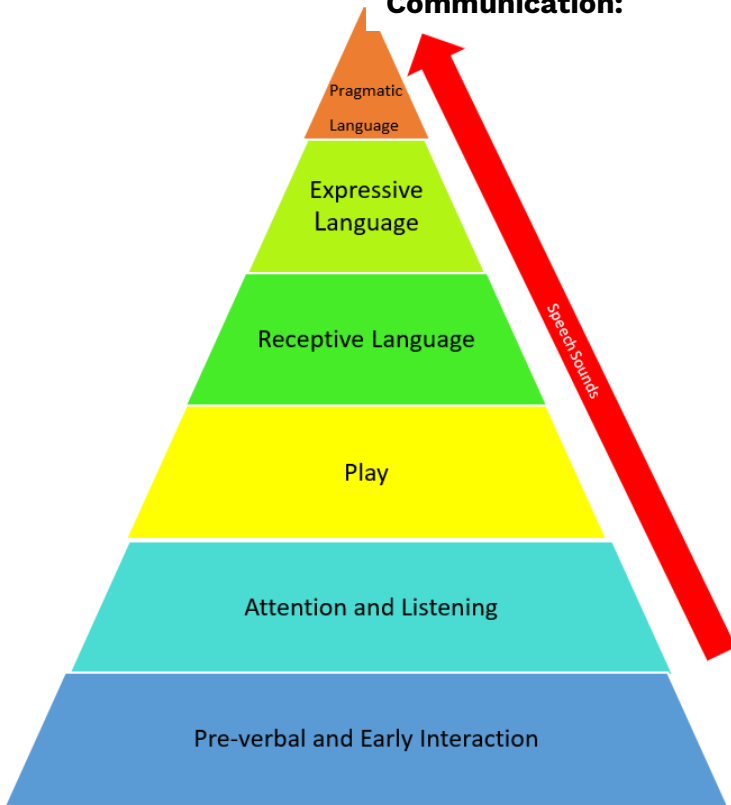 Communication:
Pragmatic
Language
Expressive
Language
Receptive Language
Speech Sounds
Play
Attention and Listening
Pre-verbal and Early Interaction